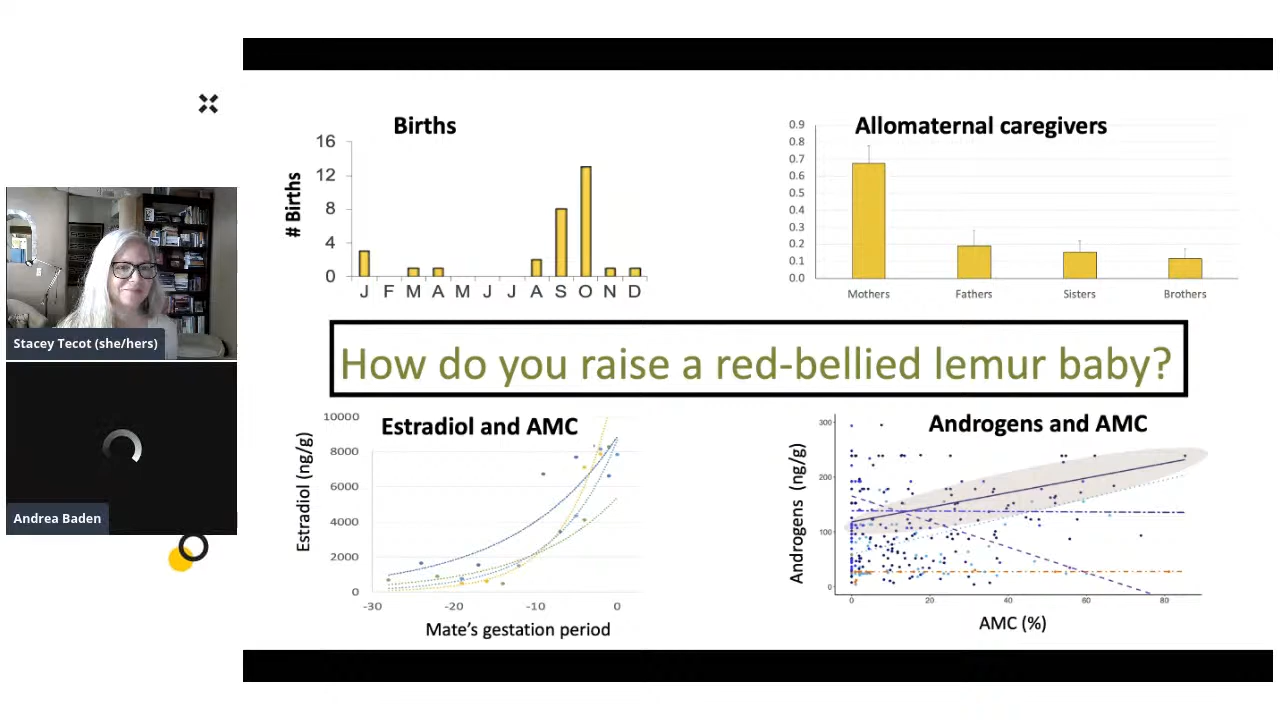 Births
# Births
16
12
8
4
0
J F M A M J J A S O N D
Allomaternal caregivers
0.9
0.8
0.7
0.6
0.5
0.4
0.3
0.2
0.1
0.0
Mothers Fathers Sisters Brothers
Stacey Tecot (she/hers)
Andrea Baden
How do you raise a red-bellied lemur baby?
Estradiol and AMC
Estradiol (ng/g)
10000
8000
6000
4000
2000
0
-30 -20 -10 0
Mate's gestation period
Androgens and AMC
Androgens (ng/g)
300
200
100
0
0 20 40 60 80
AMC (%)